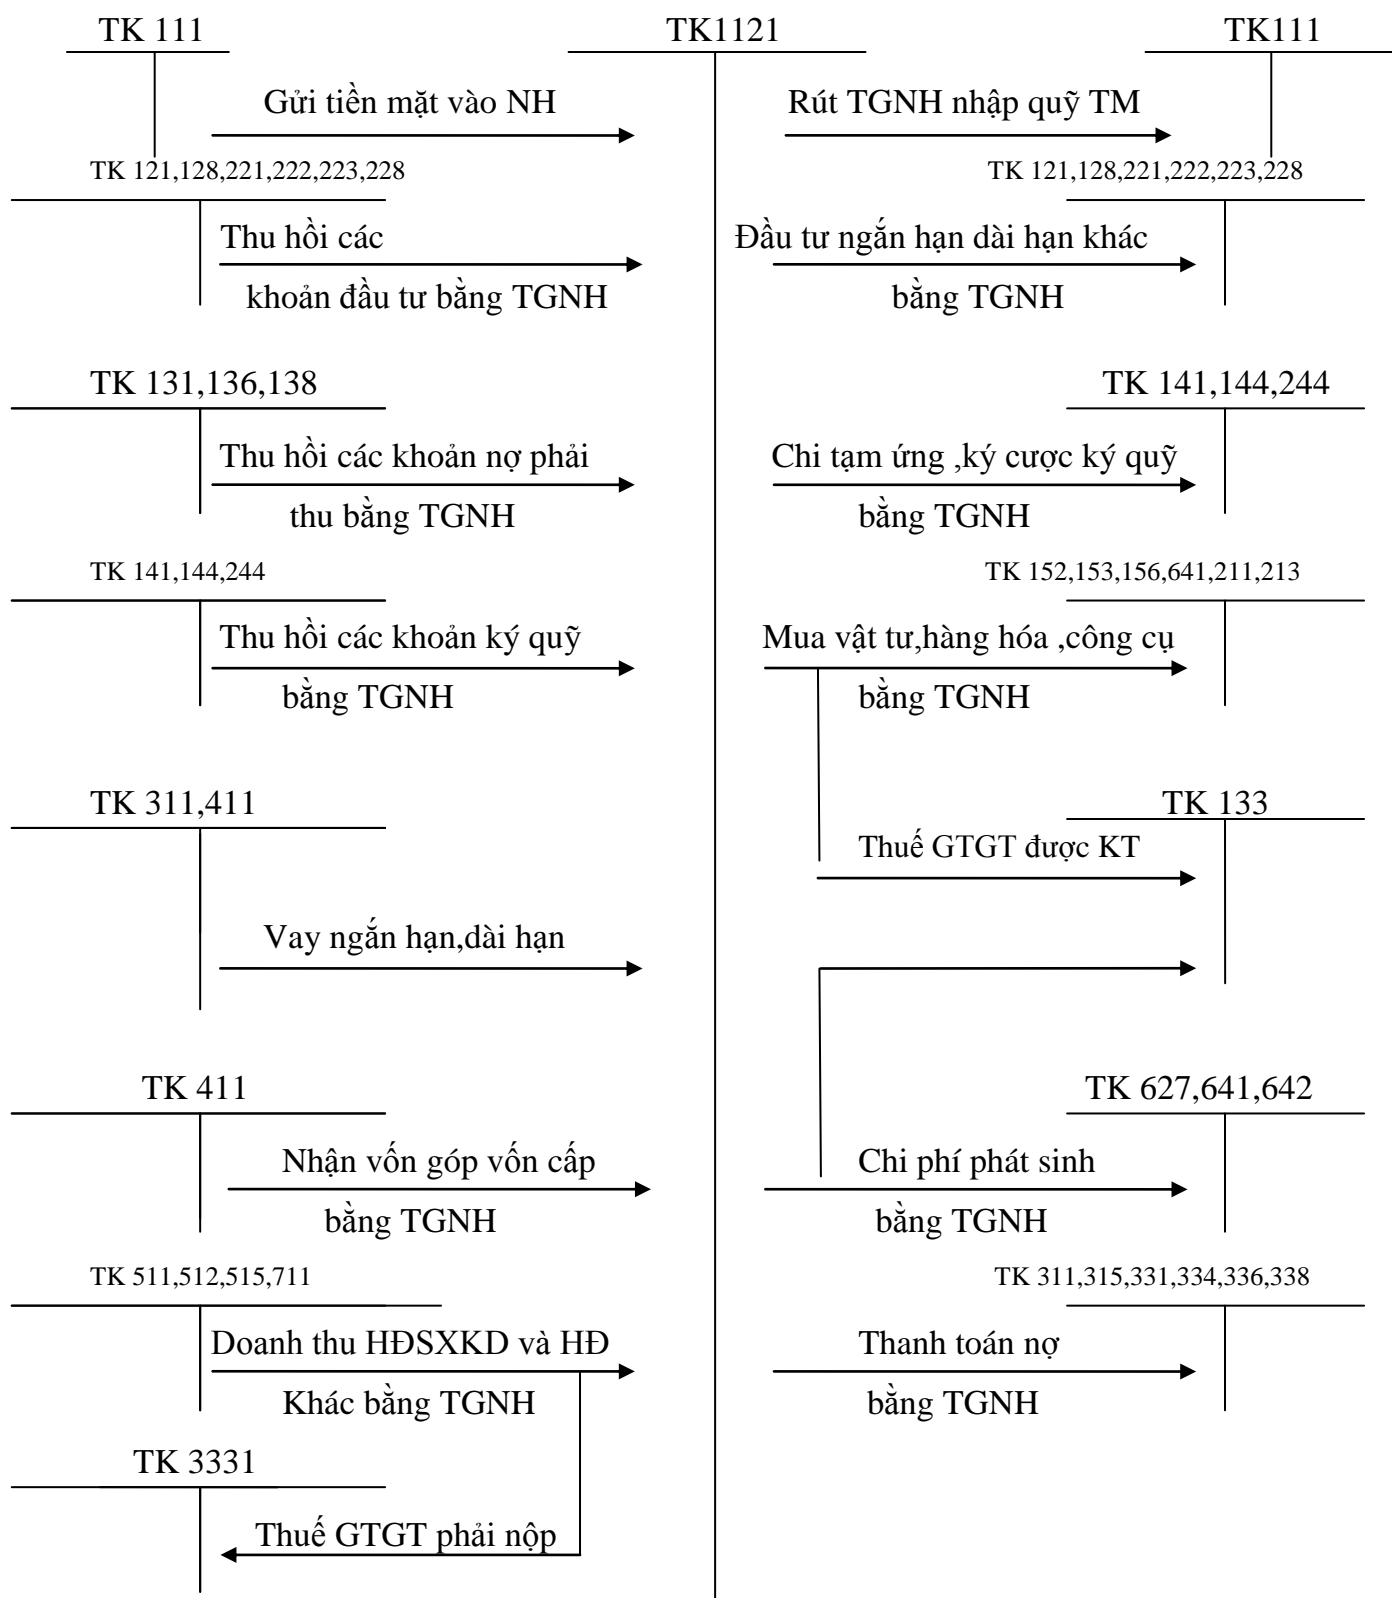 TK 111
TK1121
TK111
Gửi tiền mặt vào NH
Rút TGNH nhập quỹ TM
TK 121,128,221,222,223,228
TK 121,128,221,222,223,228
Thu hồi các
khoản đầu tư bằng TGNH
Đầu tư ngắn hạn dài hạn khác
bằng TGNH
TK 131,136,138
TK 141,144,244
Thu hồi các khoản nợ phải
thu bằng TGNH
Chi tạm ứng ,ký cược ký quỹ
bằng TGNH
TK 141,144,244
TK 152,153,156,641,211,213
Thu hồi các khoản ký quỹ
bằng TGNH
Mua vật tư,hàng hóa ,công cụ
bằng TGNH
TK 311,411
TK 133
Thuế GTGT được KT
Vay ngắn hạn,dài hạn
TK 411
TK 627,641,642
Nhận vốn góp vốn cấp
bằng TGNH
Chi phí phát sinh
bằng TGNH
TK 511,512,515,711
TK 311,315,331,334,336,338
Doanh thu HĐSXKD và HĐ
Khác bằng TGNH
Thanh toán nợ
bằng TGNH
TK 3331
Thuế GTGT phải nộp